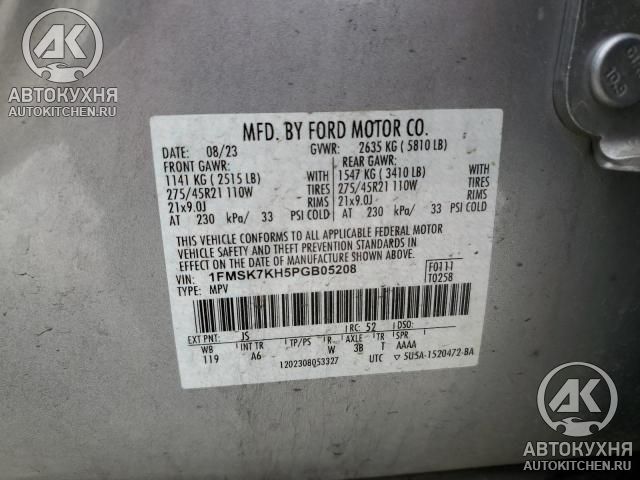 AK
АВТОКУХНЯ
AUTOKITCHEN.RU
MFD. BY FORD MOTOR CO.
DATE: 08/23 GVWR: 2635 KG ( 5810 LB)
FRONT GAWR: REAR GAWR:
1141 KG ( 2515 LB) 1547 KG ( 3410 LB)
275/45R21 110W TIRES 275/45R21 110W TIRES
21x9.0J RIMS 21x9.0J RIMS
AT 230 kPa/ 33 PSI COLD AT 230 kPa/ 33 PSI COLD
THIS VEHICLE CONFORMS TO ALL APPLICABLE FEDERAL MOTOR
VEHICLE SAFETY AND THEFT PREVENTION STANDARDS IN
EFFECT ON THE DATE OF MANUFACTURE SHOWN ABOVE.
VIN: 1FMSK7KH5PGB05208 F0111
TYPE: MPV T0258
EXT PNT: JS RC: 52 DSO:
WB INT TR TP/PS R AXLE TR SPR
119 A6 W 3B T AAAA
1202308053327 UTC ▽ SU5A-1520472-BA
AK
АВТОКУХНЯ
AUTOKITCHEN.RU